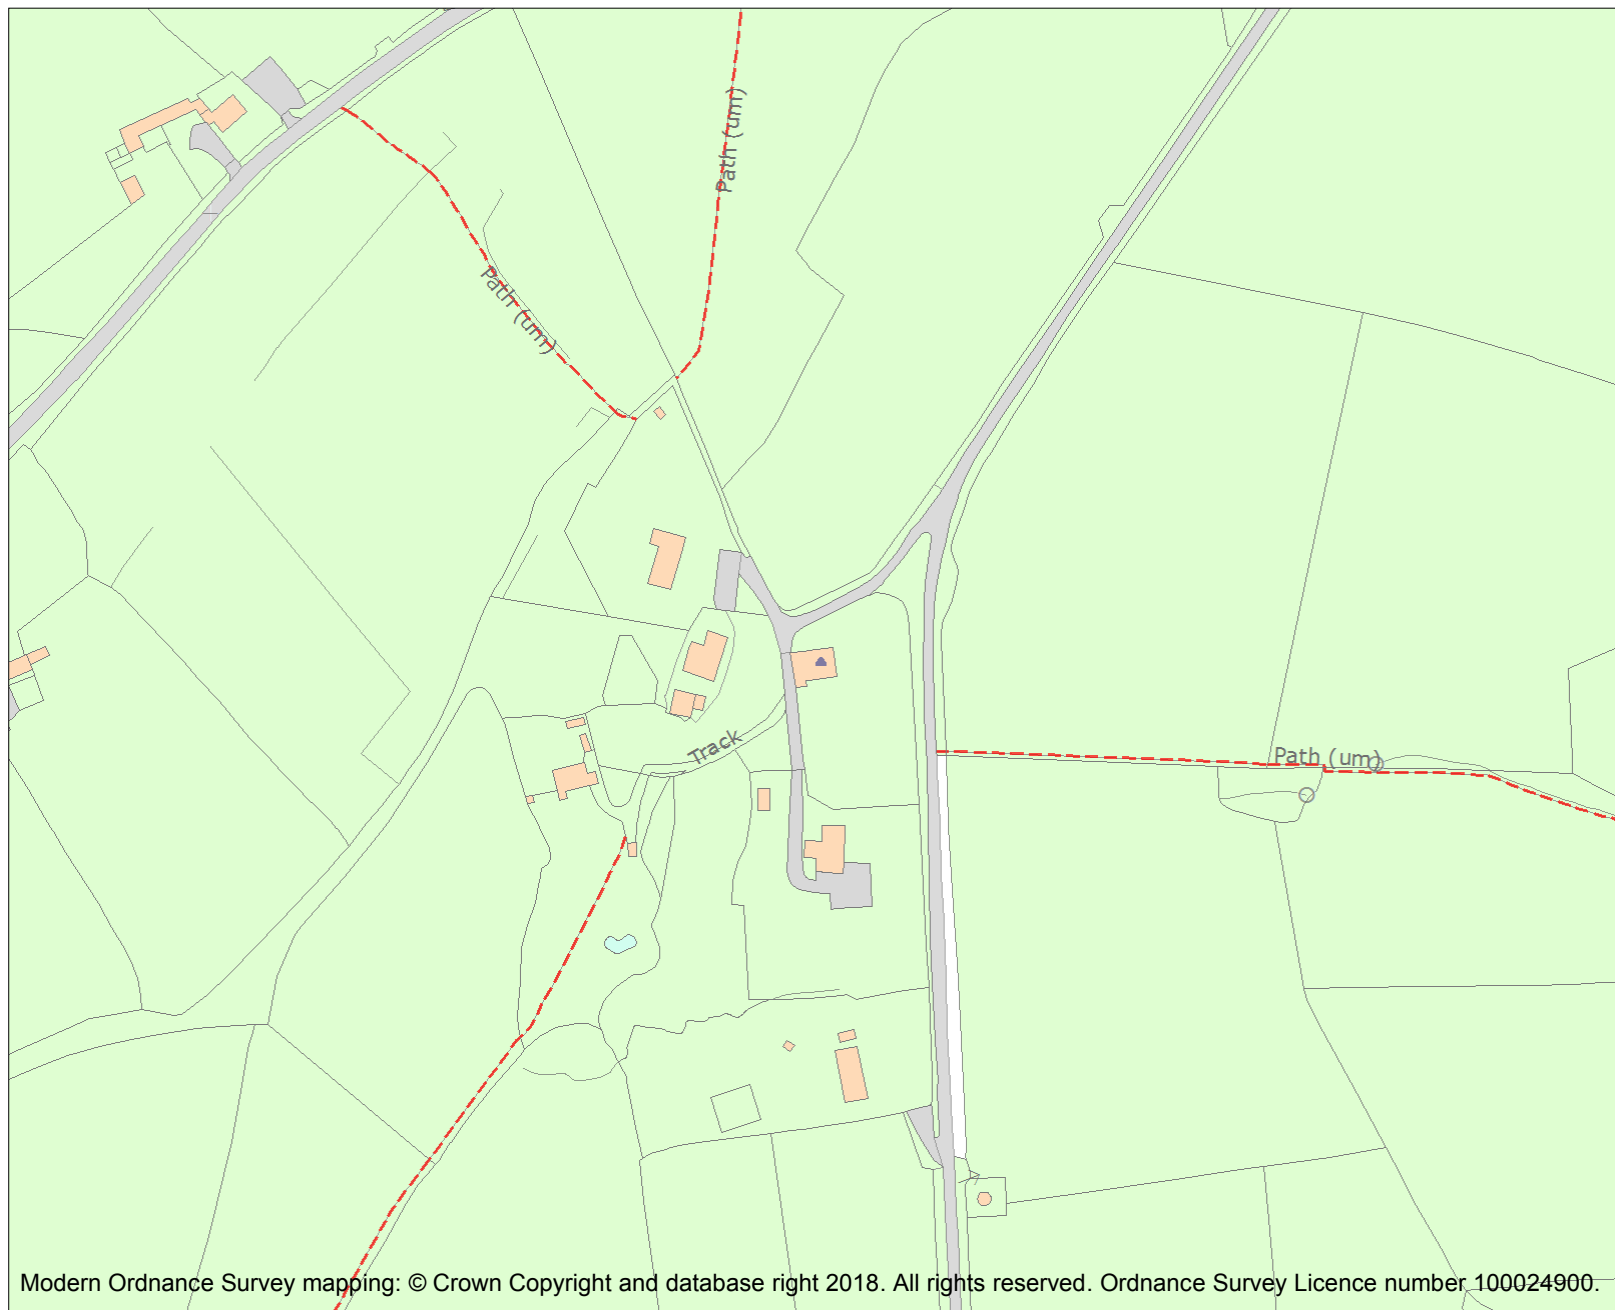 Path (um)
Path (um)
Track
Path (um)
Modern Ordnance Survey mapping: © Crown Copyright and database right 2018. All rights reserved. Ordnance Survey Licence number 100024900.